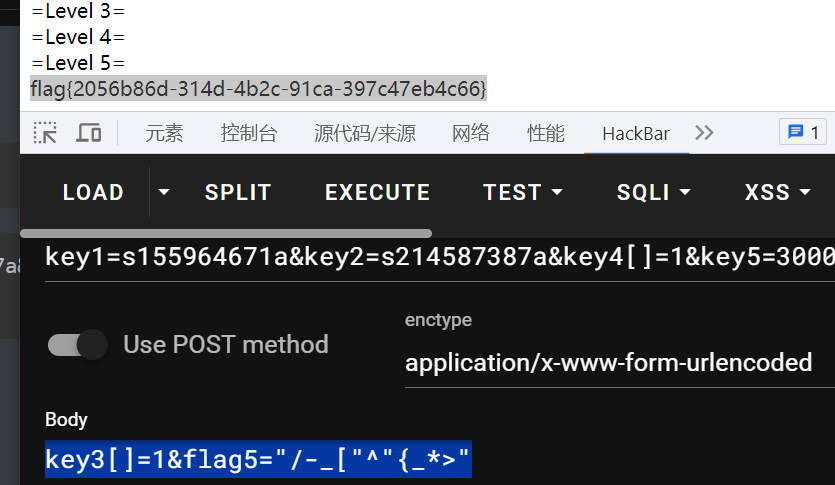 =Level 3=
=Level 4=
=Level 5=
flag{2056b86d-314d-4b2c-91ca-397c47eb4c66}
元素 控制台 源代码/来源 网络 性能 HackBar 1
LOAD SPLIT EXECUTE TEST SQLI XSS
7a&
key1=s155964671a&key2=s214587387a&key4[]=1&key5=3000
Use POST method
enctype
application/x-www-form-urlencoded
Body
key3[]=1&flag5="/-_["^"{_*>"